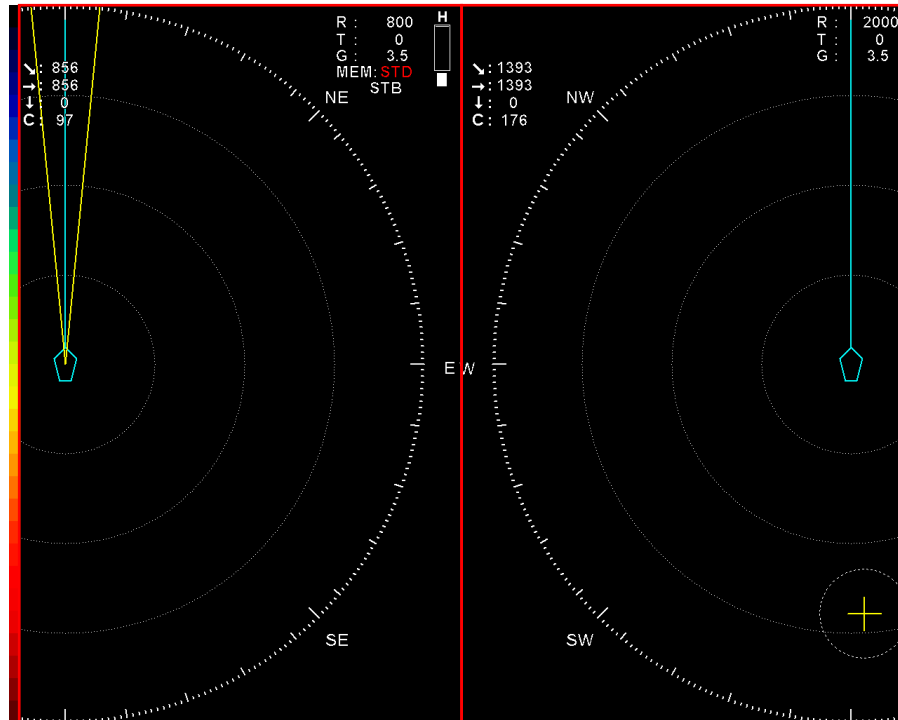 R : 800
T : 0
G : 3.5
MEM: STD
STB
H
↘: 856
→: 856
↓: 0
C: 97
NE
E
SE
R : 2000
T : 0
G : 3.5
↘: 1393
→: 1393
↓: 0
C: 176
NW
W
SW